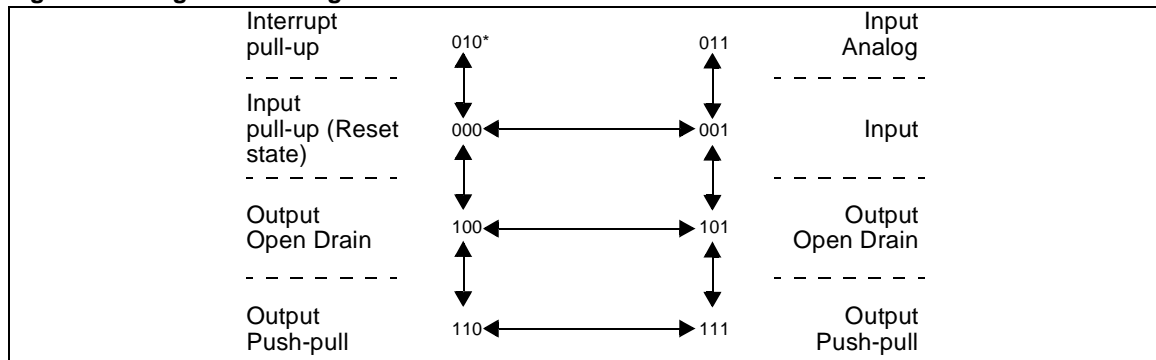 Interrupt
pull-up
010*
011
Input
Analog
Input
pull-up (Reset
state)
000
001
Input
Output
Open Drain
100
101
Output
Open Drain
Output
Push-pull
110
111
Output
Push-pull